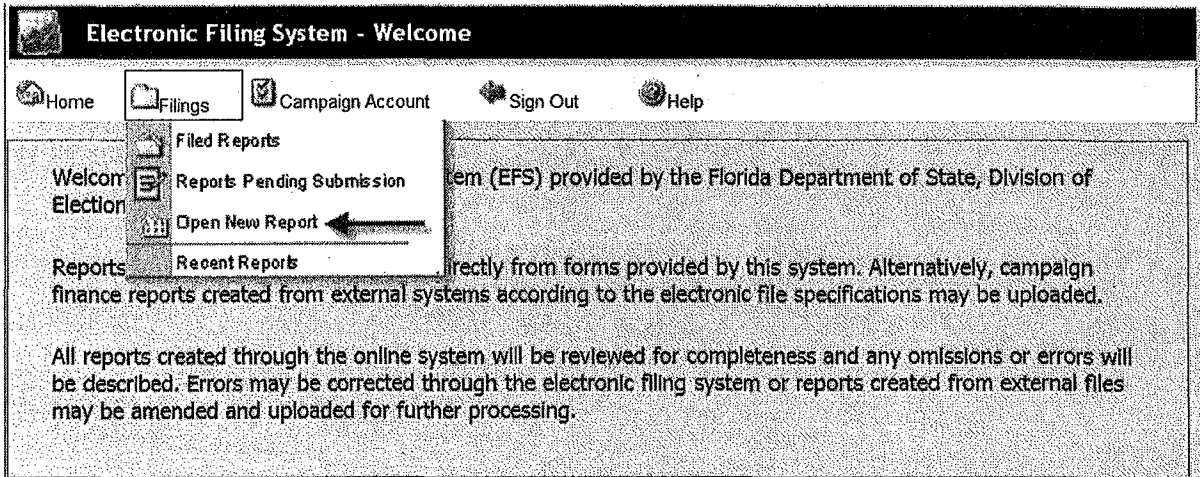 Electronic Filing System - Welcome
Home Filings Campaign Account Sign Out Help
Filed Reports
Reports Pending Submission
Open New Report
Recent Reports
Welcom tem (EFS) provided by the Florida Department of State, Division of
Election
Reports irectly from forms provided by this system. Alternatively, campaign
finance reports created from external systems according to the electronic file specifications may be uploaded.
All reports created through the online system will be reviewed for completeness and any omissions or errors will
be described. Errors may be corrected through the electronic filing system or reports created from external files
may be amended and uploaded for further processing.